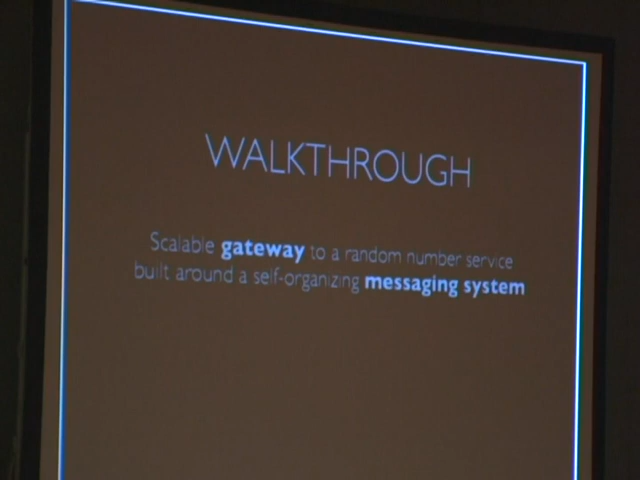 WALKTHROUGH
Scalable gateway to a random number service
built around a self-organizing messaging system